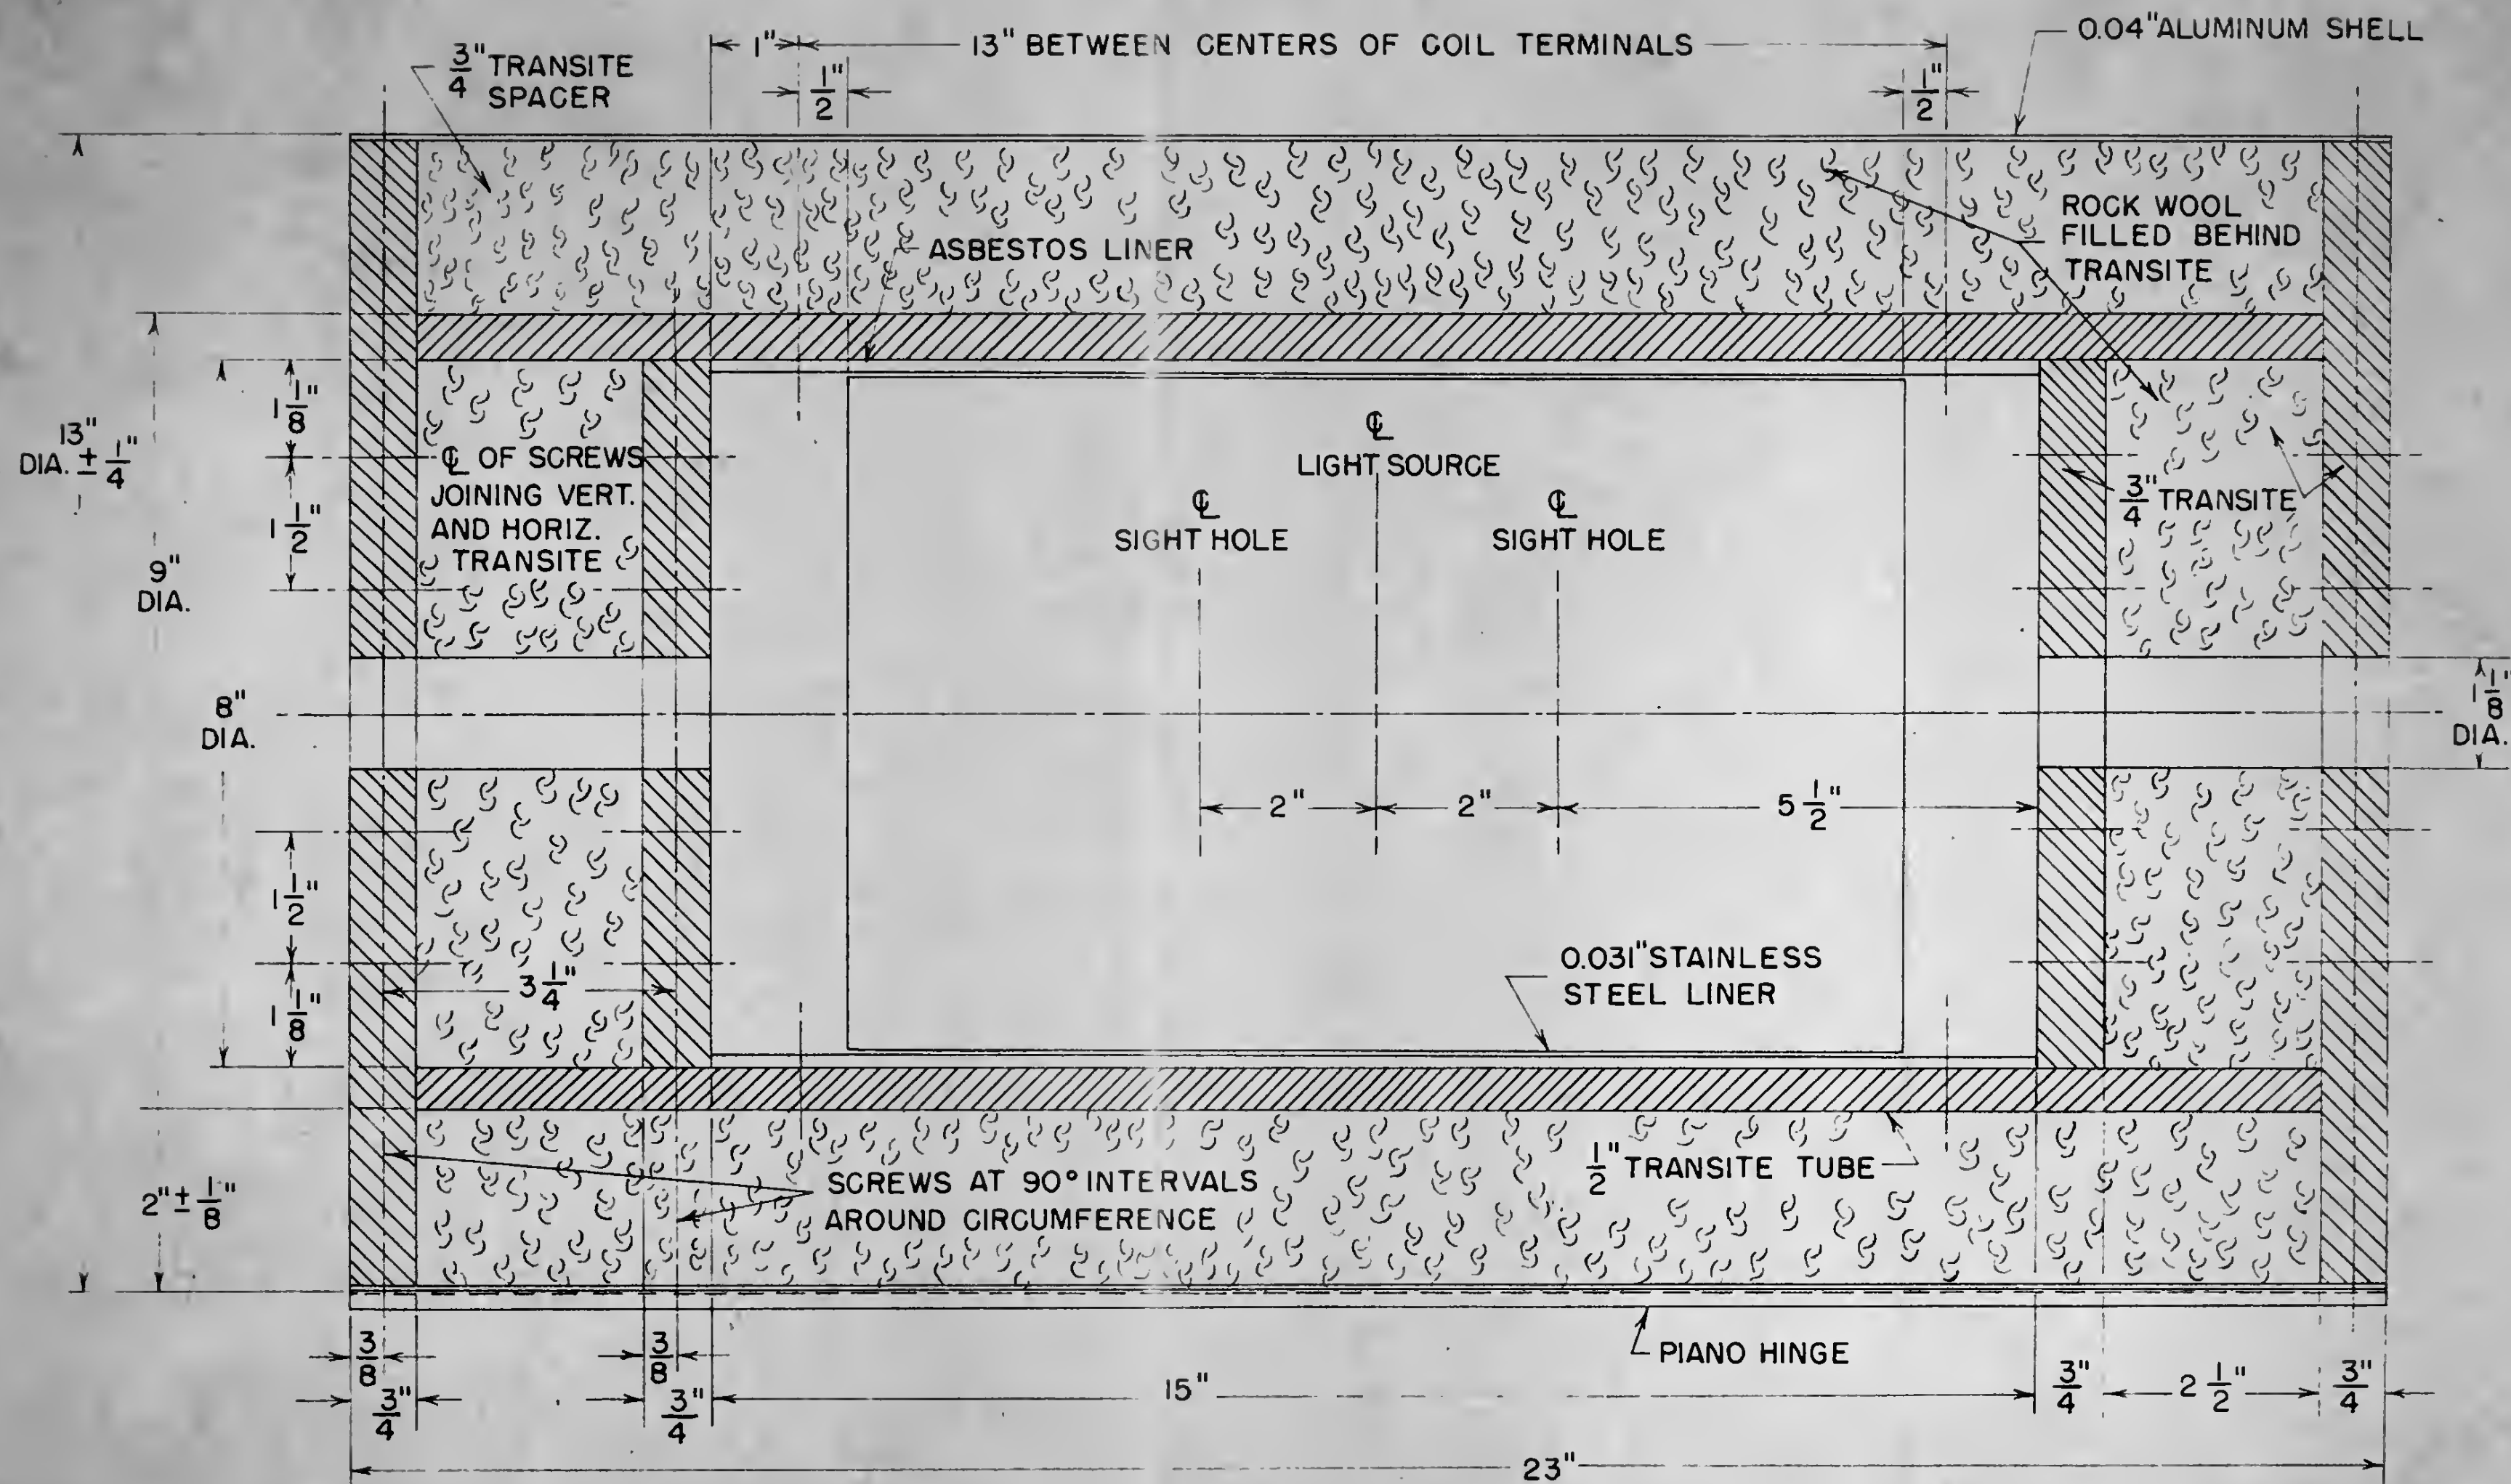 1"
13" BETWEEN CENTERS OF COIL TERMINALS
0.04" ALUMINUM SHELL
3/4" TRANSITE
SPACER
1/2"
1/2"
ROCK WOOL
FILLED BEHIND
TRANSITE
ASBESTOS LINER
1 1/8"
13"
DIA. ± 1/4"
℄ OF SCREWS
JOINING VERT.
AND HORIZ.
TRANSITE
1 1/2"
℄
LIGHT SOURCE
℄
SIGHT HOLE
℄
SIGHT HOLE
3/4" TRANSITE
9"
DIA.
8"
DIA.
1 1/8"
DIA.
2"
2"
5 1/2"
1 1/2"
3 1/4"
1 1/8"
0.031" STAINLESS
STEEL LINER
2" ± 1/8"
SCREWS AT 90° INTERVALS
AROUND CIRCUMFERENCE
1/2" TRANSITE TUBE
PIANO HINGE
3/8
3/8
3/4"
3/4"
15"
3/4"
2 1/2"
3/4"
23"